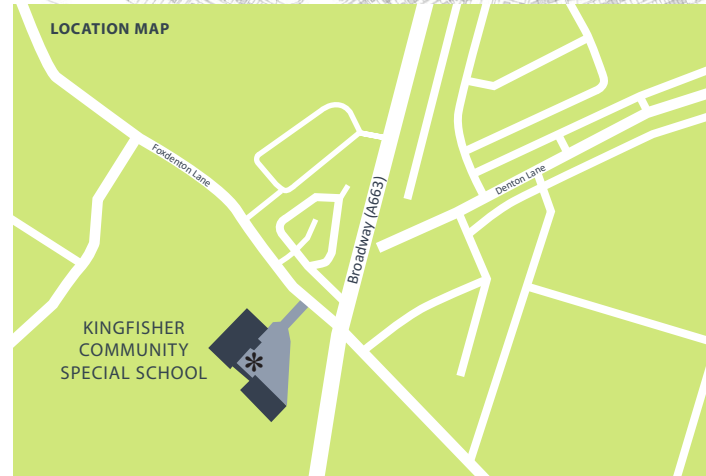 LOCATION MAP
Foxdenton Lane
Broadway (A663)
Denton Lane
KINGFISHER
COMMUNITY
SPECIAL SCHOOL
*